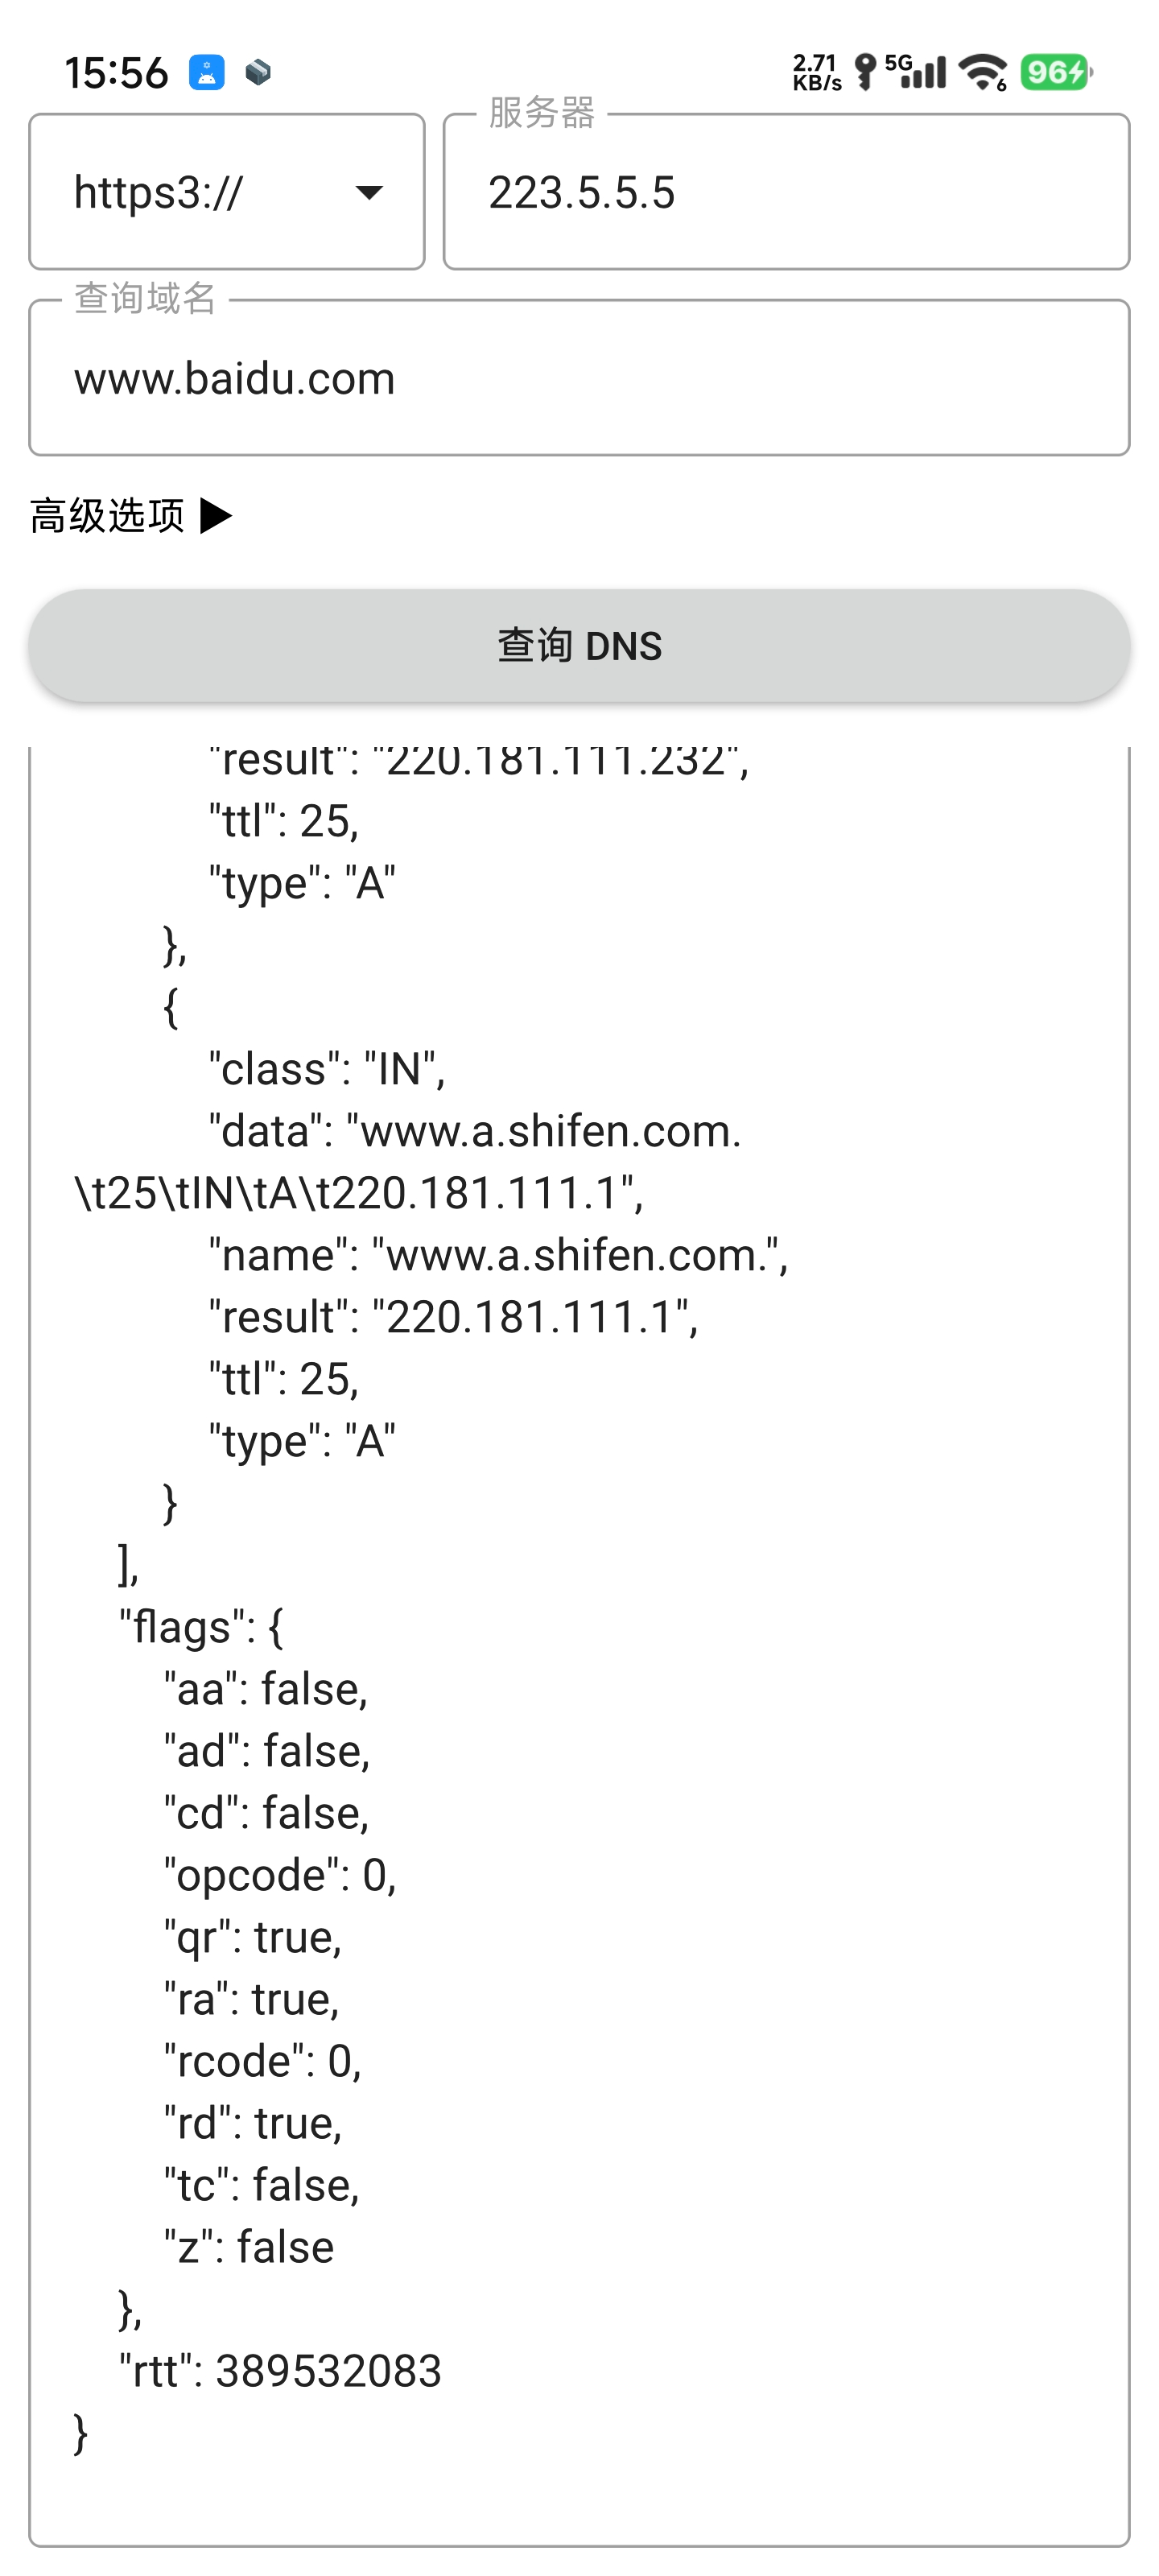 15:56
2.71
KB/s
5G
6
96
https3://
服务器
223.5.5.5
查询域名
www.baidu.com
高级选项 ▶
查询 DNS
"result": "220.181.111.232",
"ttl": 25,
"type": "A"
},
{
"class": "IN",
"data": "www.a.shifen.com.
\t25\tIN\tA\t220.181.111.1",
"name": "www.a.shifen.com.",
"result": "220.181.111.1",
"ttl": 25,
"type": "A"
}
],
"flags": {
"aa": false,
"ad": false,
"cd": false,
"opcode": 0,
"qr": true,
"ra": true,
"rcode": 0,
"rd": true,
"tc": false,
"z": false
},
"rtt": 389532083
}